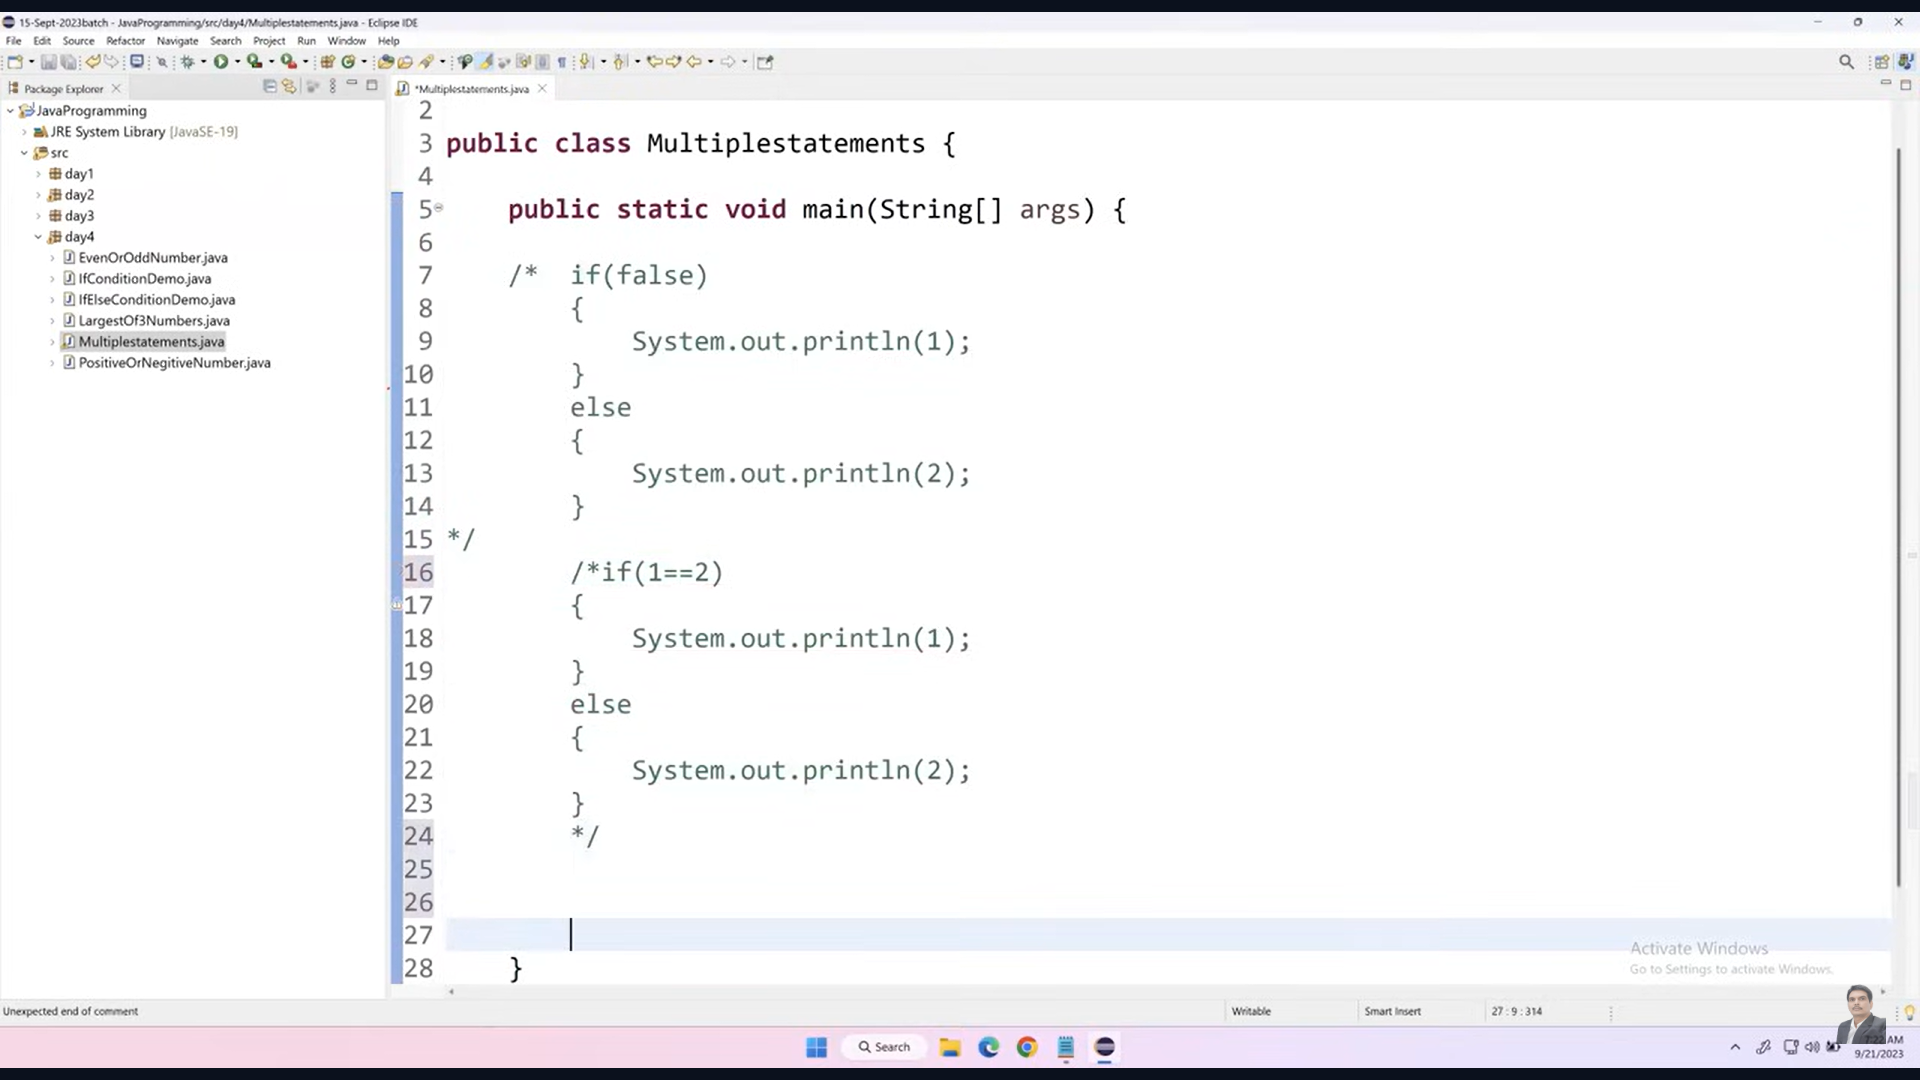 15-Sept-2023batch - JavaProgramming/src/day4/Multiplestatements.java - Eclipse IDE
File Edit Source Refactor Navigate Search Project Run Window Help
Package Explorer
*Multiplestatements.java
JavaProgramming
JRE System Library [JavaSE-19]
src
day1
day2
day3
day4
EvenOrOddNumber.java
IfConditionDemo.java
IfElseConditionDemo.java
LargestOf3Numbers.java
Multiplestatements.java
PositiveOrNegitiveNumber.java
2
3 public class Multiplestatements {
4
5 public static void main(String[] args) {
6
7 /* if(false)
8 {
9 System.out.println(1);
10 }
11 else
12 {
13 System.out.println(2);
14 }
15 */
16 /*if(1==2)
17 {
18 System.out.println(1);
19 }
20 else
21 {
22 System.out.println(2);
23 }
24 */
25
26
27
28 }
Activate Windows
Go to Settings to activate Windows.
Unexpected end of comment
Writable
Smart Insert
27 : 9 : 314
Search
AM
9/21/2023